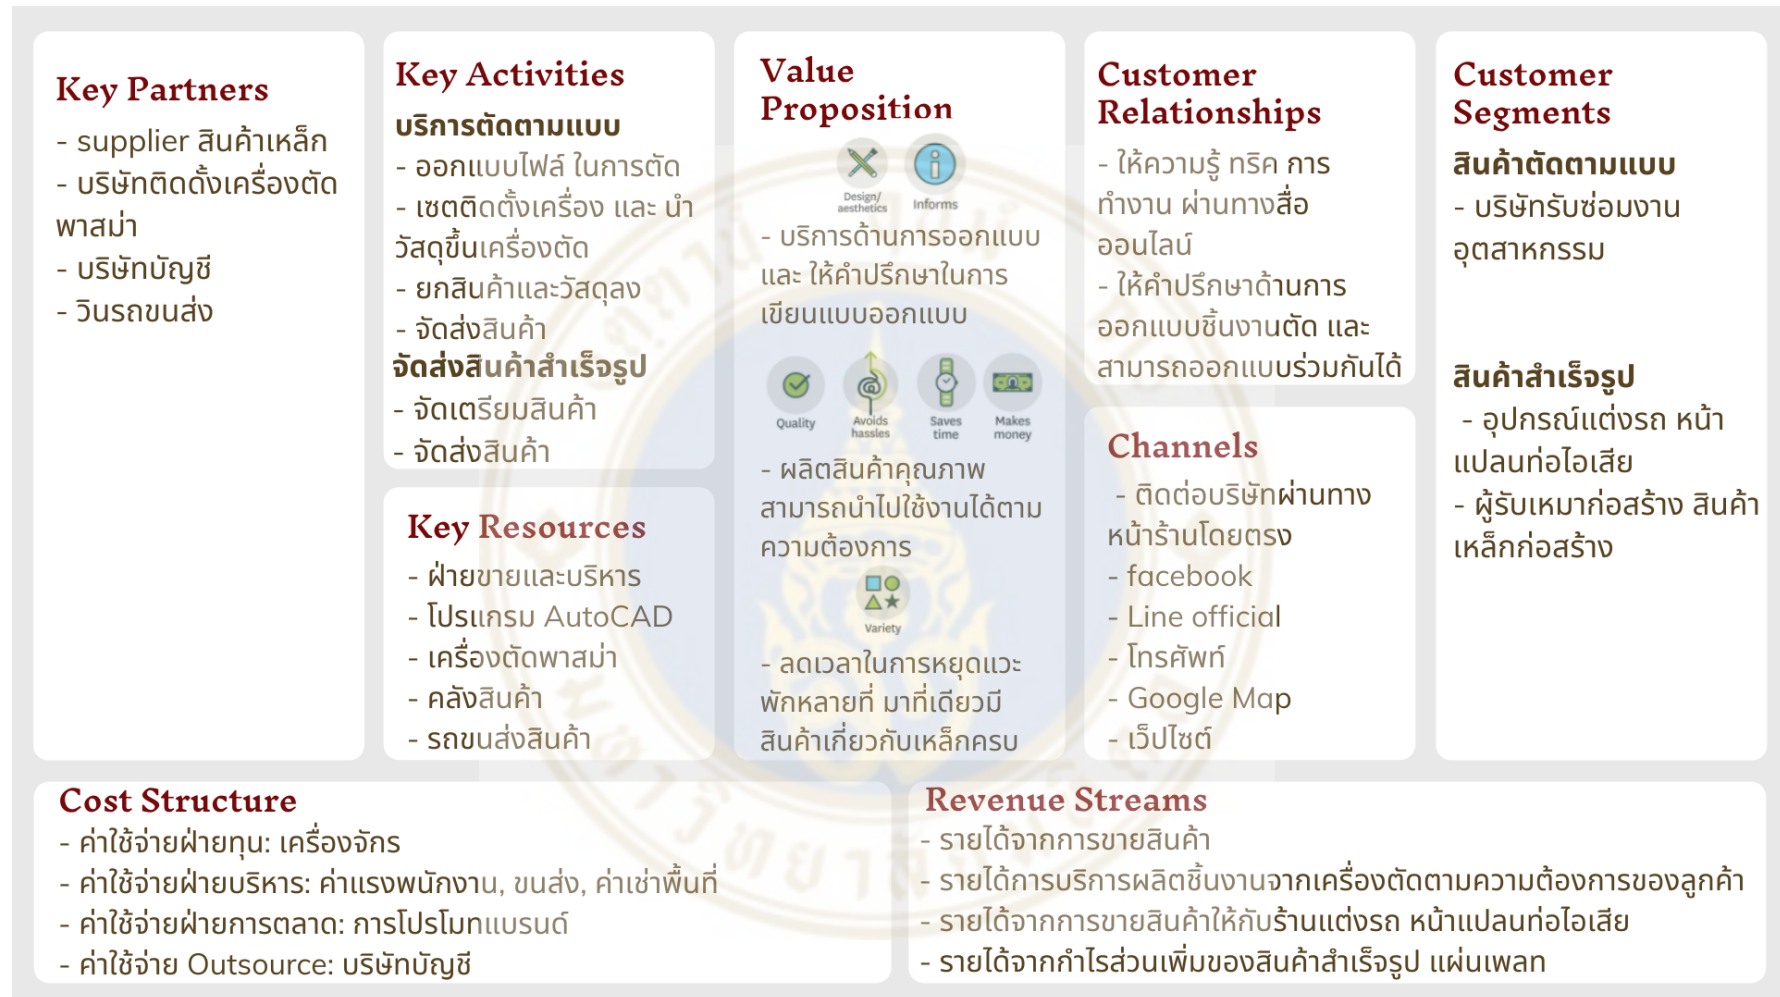 Key Partners
- supplier สินค้าเหล็ก
- บริษัทติดดั้งเครื่องตัด
พาสม่า
- บริษัทบัญชี
- วินรถขนส่ง
Key Activities
บริการตัดตามแบบ
- ออกแบบไฟล์ ในการตัด
- เซตติดตั้งเครื่อง และ นำ
วัสดุขึ้นเครื่องตัด
- ยกสินค้าและวัสดุลง
- จัดส่งสินค้า
จัดส่งสินค้าสำเร็จรูป
- จัดเตรียมสินค้า
- จัดส่งสินค้า
Key Resources
- ฝ่ายขายและบริหาร
- โปรแกรม AutoCAD
- เครื่องตัดพาสม่า
- คลังสินค้า
- รถขนส่งสินค้า
Value
Proposition
Design/
aesthetics
Informs
- บริการด้านการออกแบบ
และ ให้คำปรึกษาในการ
เขียนแบบออกแบบ
Quality
Avoids
hassles
Saves
time
Makes
money
- ผลิตสินค้าคุณภาพ
สามารถนำไปใช้งานได้ตาม
ความต้องการ
Variety
- ลดเวลาในการหยุดแวะ
พักหลายที่ มาที่เดียวมี
สินค้าเกี่ยวกับเหล็กครบ
Customer
Relationships
- ให้ความรู้ ทริค การ
ทำงาน ผ่านทางสื่อ
ออนไลน์
- ให้คำปรึกษาด้านการ
ออกแบบชิ้นงานตัด และ
สามารถออกแบบร่วมกันได้
Channels
- ติดต่อบริษัทผ่านทาง
หน้าร้านโดยตรง
- facebook
- Line official
- โทรศัพท์
- Google Map
- เว็ปไซต์
Customer
Segments
สินค้าตัดตามแบบ
- บริษัทรับซ่อมงาน
อุตสาหกรรม
สินค้าสำเร็จรูป
- อุปกรณ์แต่งรถ หน้า
แปลนท่อไอเสีย
- ผู้รับเหมาก่อสร้าง สินค้า
เหล็กก่อสร้าง
Cost Structure
- ค่าใช้จ่ายฝ่ายทุน: เครื่องจักร
- ค่าใช้จ่ายฝ่ายบริหาร: ค่าแรงพนักงาน, ขนส่ง, ค่าเช่าพื้นที่
- ค่าใช้จ่ายฝ่ายการตลาด: การโปรโมทแบรนด์
- ค่าใช้จ่าย Outsource: บริษัทบัญชี
Revenue Streams
- รายได้จากการขายสินค้า
- รายได้การบริการผลิตชิ้นงานจากเครื่องตัดตามความต้องการของลูกค้า
- รายได้จากการขายสินค้าให้กับร้านแต่งรถ หน้าแปลนท่อไอเสีย
- รายได้จากกำไรส่วนเพิ่มของสินค้าสำเร็จรูป แผ่นเพลท
มหาวิทยาลัยมหิดล